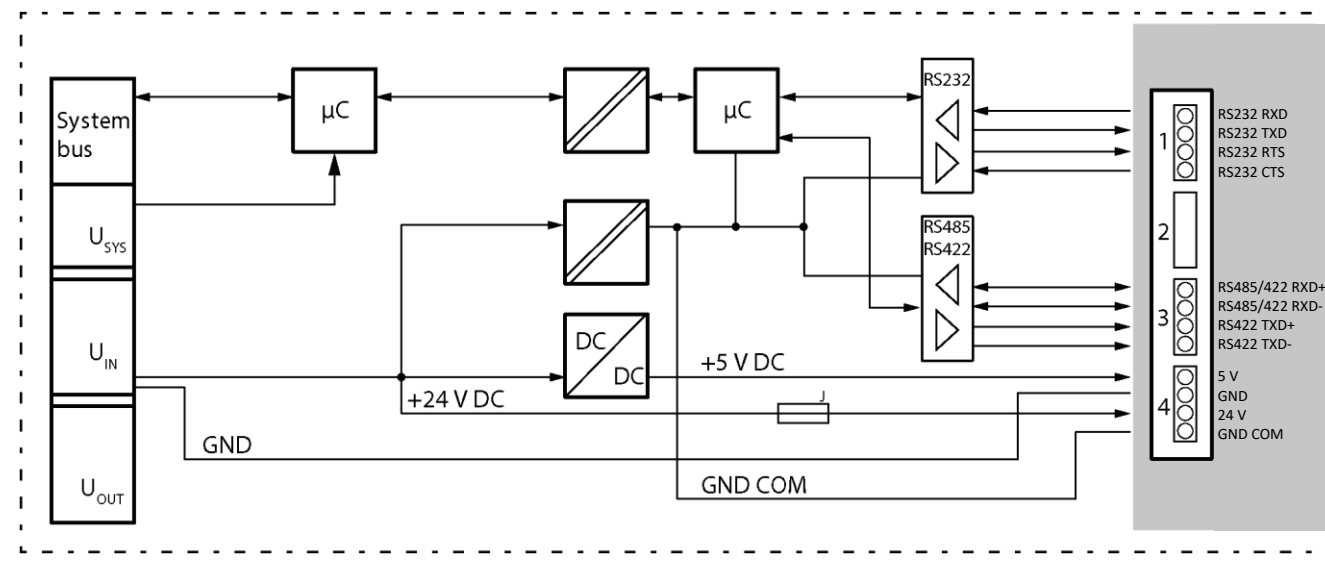 System
bus
U SYS
U IN
U OUT
µC
µC
RS232
RS485
RS422
DC
DC
+5 V DC
+24 V DC
J
GND
GND COM
1
RS232 RXD
RS232 TXD
RS232 RTS
RS232 CTS
2
3
RS485/422 RXD+
RS485/422 RXD-
RS422 TXD+
RS422 TXD-
4
5 V
GND
24 V
GND COM